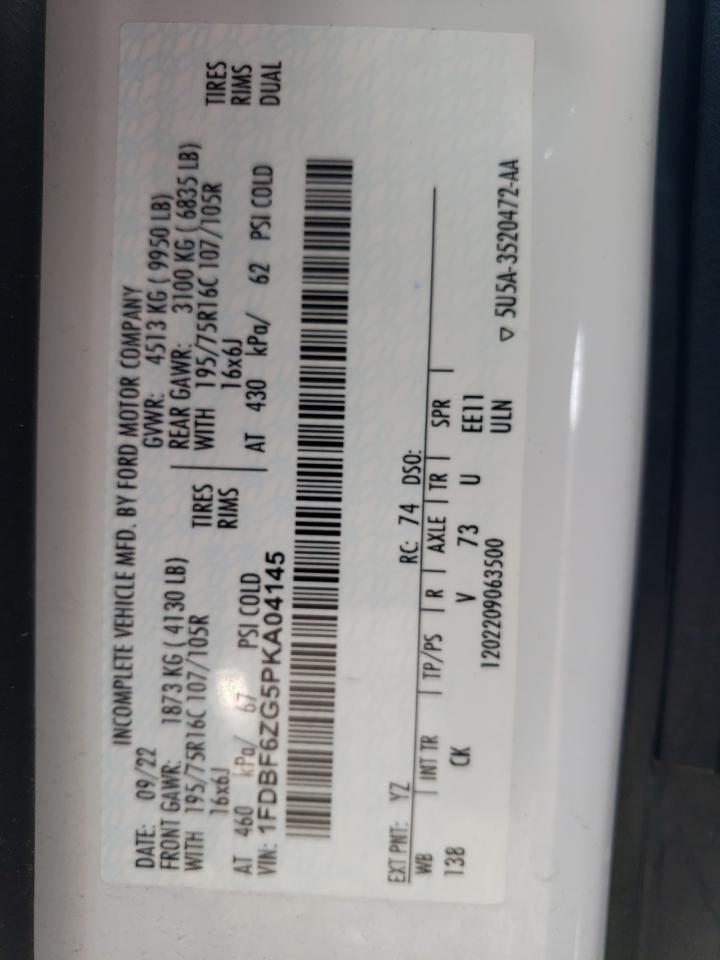 INCOMPLETE VEHICLE MFD. BY FORD MOTOR COMPANY
DATE: 09/22 GVWR: 4513 KG ( 9950 LB)
FRONT GAWR: 1873 KG ( 4130 LB) REAR GAWR: 3100 KG ( 6835 LB)
WITH 195/75R16C 107/105R TIRES WITH 195/75R16C 107/105R TIRES
16x6J RIMS 16x6J RIMS
AT 460 kPa/ 67 PSI COLD AT 430 kPa/ 62 PSI COLD DUAL
VIN: 1FDBF6ZG5PKA04145
EXT PNT: YZ RC: 74 DSO:
WB INT TR TP/PS R AXLE TR SPR
138 CK V 73 U EE11
1202209063500 ULN
▽ 5U5A-3520472-AA